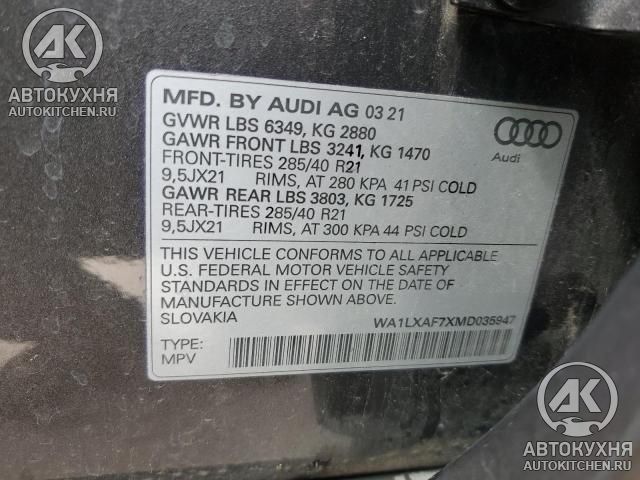 AK
АВТОКУХНЯ
AUTOKITCHEN.RU
MFD. BY AUDI AG 03 21
GVWR LBS 6349, KG 2880
GAWR FRONT LBS 3241, KG 1470
FRONT-TIRES 285/40 R21
9,5JX21 RIMS, AT 280 KPA 41 PSI COLD
GAWR REAR LBS 3803, KG 1725
REAR-TIRES 285/40 R21
9,5JX21 RIMS, AT 300 KPA 44 PSI COLD
Audi
THIS VEHICLE CONFORMS TO ALL APPLICABLE
U.S. FEDERAL MOTOR VEHICLE SAFETY
STANDARDS IN EFFECT ON THE DATE OF
MANUFACTURE SHOWN ABOVE.
SLOVAKIA
WA1LXAF7XMD035947
TYPE:
MPV
AK
АВТОКУХНЯ
AUTOKITCHEN.RU